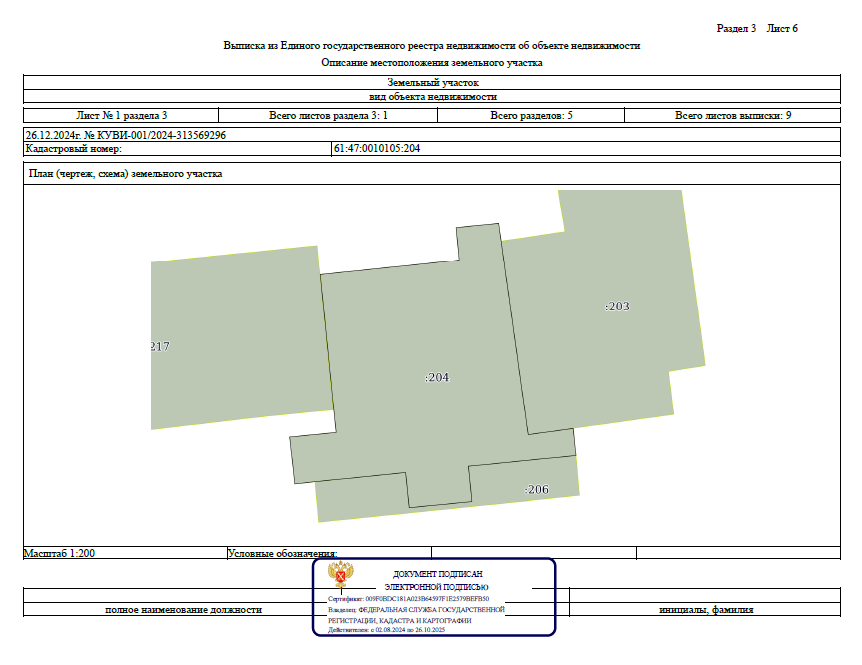 Раздел 3 Лист 6
Выписка из Единого государственного реестра недвижимости об объекте недвижимости
Описание местоположения земельного участка
Земельный участок
вид объекта недвижимости
Лист № 1 раздела 3 Всего листов раздела 3: 1 Всего разделов: 5 Всего листов выписки: 9
26.12.2024г. № КУВИ-001/2024-313569296
Кадастровый номер: 61:47:0010105:204
План (чертеж, схема) земельного участка
:203
217
:204
:206
Масштаб 1:200 Условные обозначения:
ДОКУМЕНТ ПОДПИСАН
ЭЛЕКТРОННОЙ ПОДПИСЬЮ
Сертификат: 009F0BDC181A023B64597F1E2579BEFB50
Владелец: ФЕДЕРАЛЬНАЯ СЛУЖБА ГОСУДАРСТВЕННОЙ
РЕГИСТРАЦИИ, КАДАСТРА И КАРТОГРАФИИ
Действителен: с 02.08.2024 по 26.10.2025
полное наименование должности инициалы, фамилия